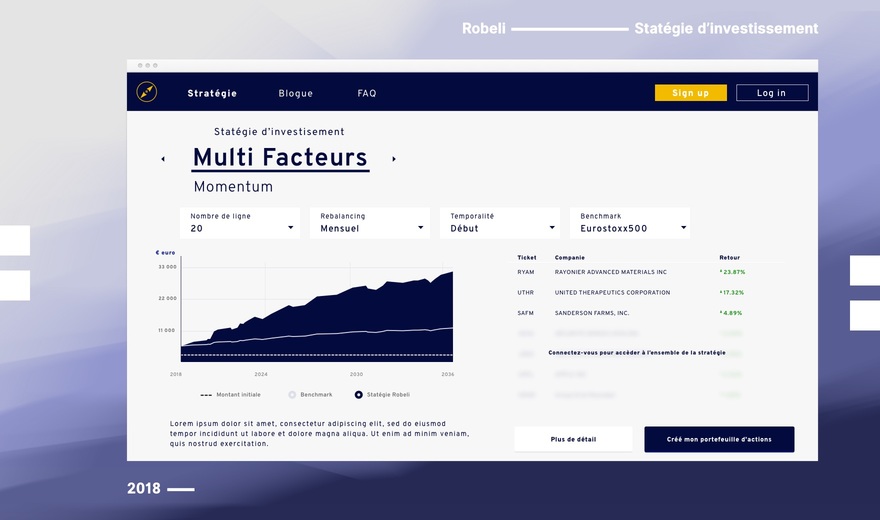 Robeli
Statégie d'investissement
Stratégie
Blogue
FAQ
Sign up
Log in
Statégie d'investisement
Multi Facteurs
Momentum
Nombre de ligne
20
Rebalancing
Mensuel
Temporalité
Début
Benchmark
Eurostoxx500
€ euro
33 000
22 000
11 000
2018
2024
2030
2036
Montant initiale
Benchmark
Statégie Robeli
Ticket Companie Retour
RYAM RAYONIER ADVANCED MATERIALS INC 23.87%
UTHR UNITED THERAPEUTICS CORPORATION 17.32%
SAFM SANDERSON FARMS, INC. 4.89%
Connectez-vous pour accéder à l'ensemble de la stratégie
Lorem ipsum dolor sit amet, consectetur adipiscing elit, sed do eiusmod
tempor incididunt ut labore et dolore magna aliqua. Ut enim ad minim veniam,
quis nostrud exercitation.
Plus de détail
Créé mon portefeuille d'actions
2018